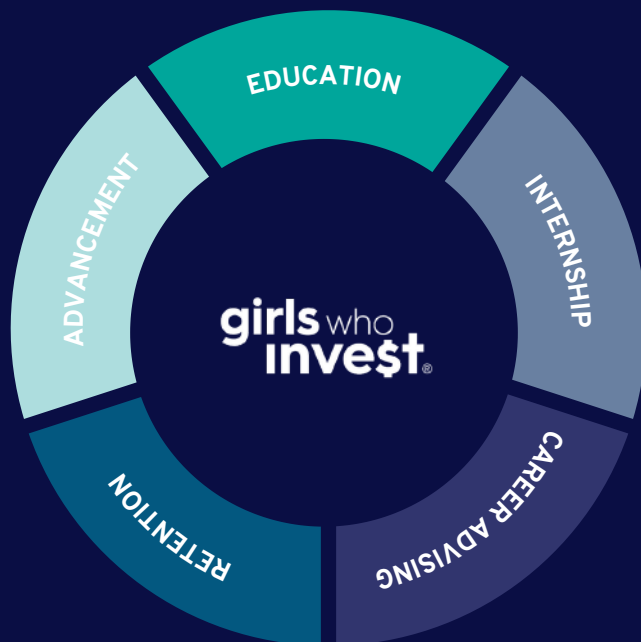 EDUCATION
INTERNSHIP
CAREER ADVISING
RETENTION
ADVANCEMENT
girls who
inve$t®